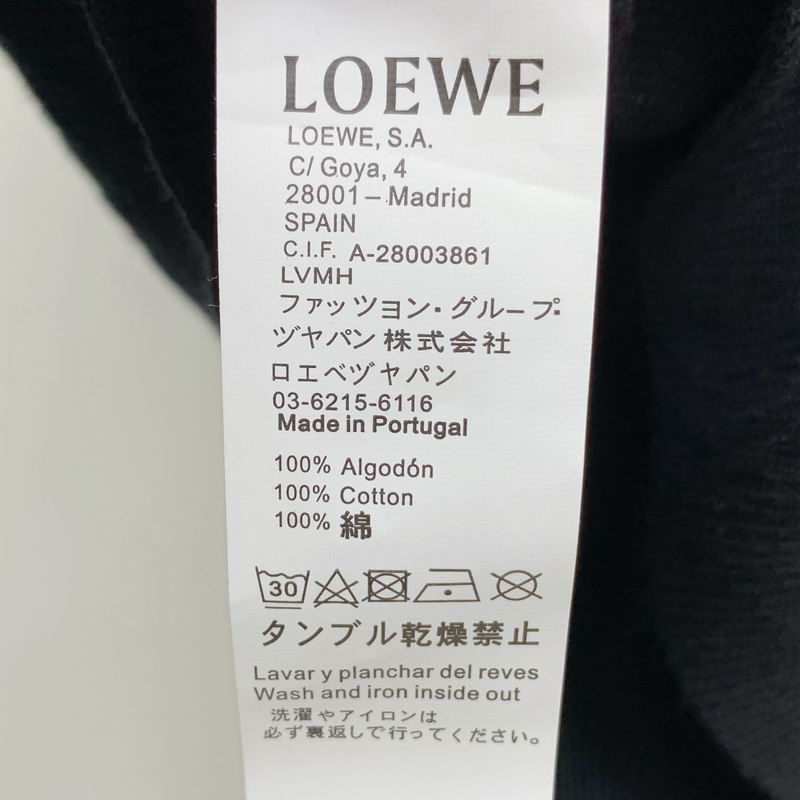 LOEWE
LOEWE, S.A.
C/ Goya, 4
28001 – Madrid
SPAIN
C.I.F. A-28003861
LVMH
ファッツョン・グループ
ヅヤパン 株式会社
ロエベヅヤパン
03-6215-6116
Made in Portugal
100% Algodón
100% Cotton
100% 綿
30
タンブル乾燥禁止
Lavar y planchar del reves
Wash and iron inside out
洗濯やアイロンは
必ず裏返しで行ってください。